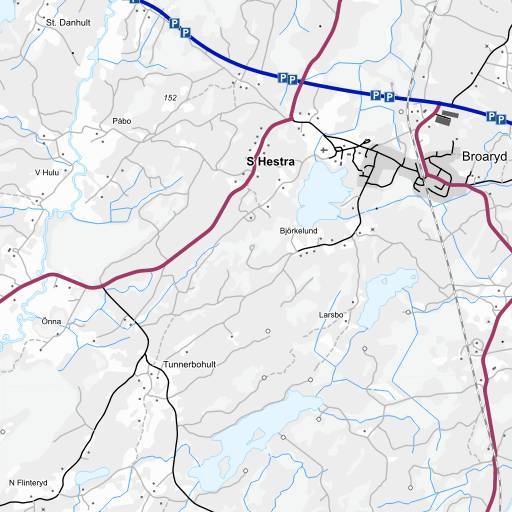 P
St. Danhult
P
P
P P
152
P P
P P
Påbo
Broaryd
S Hestra
V Hulu
Björkelund
Önna
Larsbo
Tunnerbohult
N Flinteryd